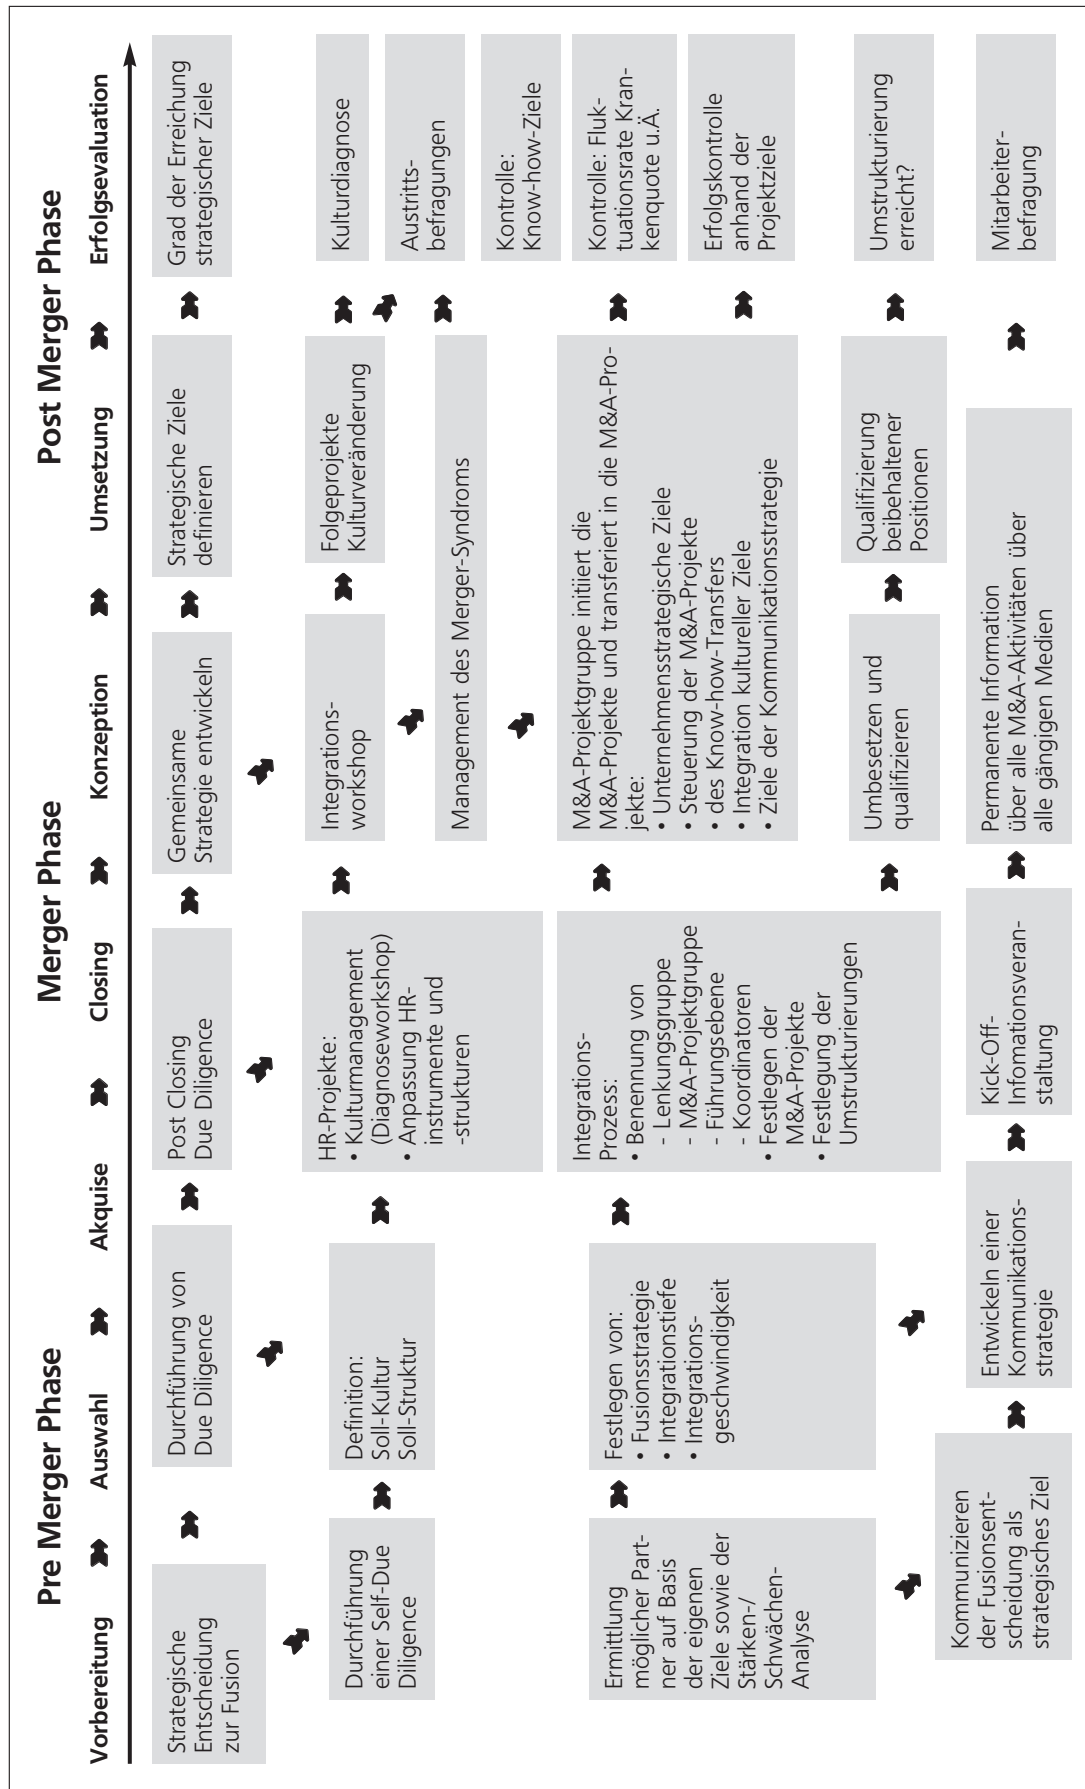 Pre Merger Phase
Merger Phase
Post Merger Phase
Vorbereitung
Auswahl
Akquise
Closing
Konzeption
Umsetzung
Erfolgsevaluation
Strategische
Entscheidung
zur Fusion
Durchführung von
Due Diligence
Post Closing
Due Diligence
Gemeinsame
Strategie entwickeln
Strategische Ziele
definieren
Grad der Erreichung
strategischer Ziele
Durchführung
einer Self-Due
Diligence
Definition:
Soll-Kultur
Soll-Struktur
HR-Projekte:
• Kulturmanagement
(Diagnoseworkshop)
• Anpassung HR-
instrumente und
-strukturen
Integrations-
workshop
Folgeprojekte
Kulturveränderung
Kulturdiagnose
Austritts-
befragungen
Management des Merger-Syndroms
Kontrolle:
Know-how-Ziele
Ermittlung
möglicher Part-
ner auf Basis
der eigenen
Ziele sowie der
Stärken-/
Schwächen-
Analyse
Festlegen von:
• Fusionsstrategie
• Integrationstiefe
• Integrations-
geschwindigkeit
Integrations-
Prozess:
• Benennung von
- Lenkungsgruppe
- M&A-Projektgruppe
- Führungsebene
- Koordinatoren
• Festlegen der
M&A-Projekte
• Festlegung der
Umstrukturierungen
M&A-Projektgruppe initiiert die
M&A-Projekte und transferiert in die M&A-Pro-
jekte:
• Unternehmensstrategische Ziele
• Steuerung der M&A-Projekte
• des Know-how-Transfers
• Integration kultureller Ziele
• Ziele der Kommunikationsstrategie
Kontrolle: Fluk-
tuationsrate Kran-
kenquote u.Ä.
Erfolgskontrolle
anhand der
Projektziele
Umbesetzen und
qualifizieren
Qualifizierung
beibehaltener
Positionen
Umstrukturierung
erreicht?
Kommunizieren
der Fusionsent-
scheidung als
strategisches Ziel
Entwickeln einer
Kommunikations-
strategie
Kick-Off-
Infomationsveran-
staltung
Permanente Information
über alle M&A-Aktivitäten über
alle gängigen Medien
Mitarbeiter-
befragung